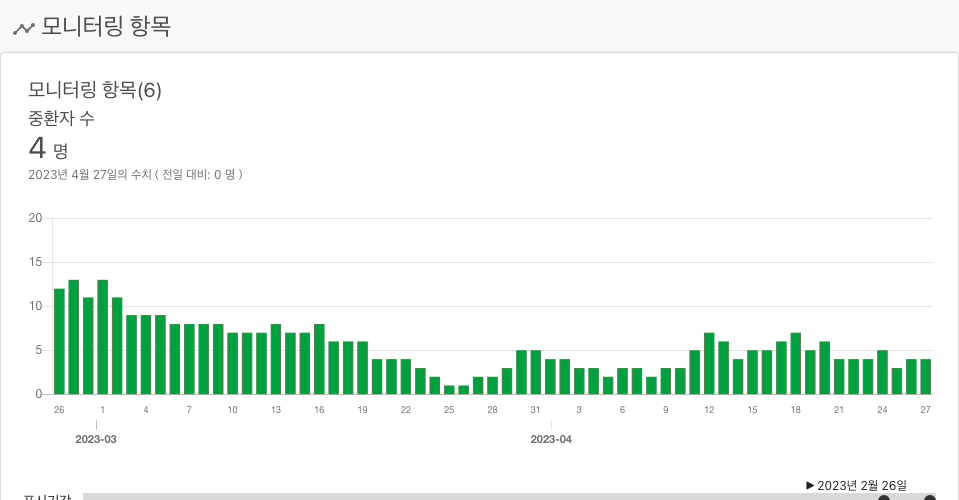 모니터링 항목
모니터링 항목(6)
중환자 수
4 명
2023년 4월 27일의 수치 ( 전일 대비: 0 명 )
20
15
10
5
0
26 1 4 7 10 13 16 19 22 25 28 31 3 6 9 12 15 18 21 24 27
2023-03 2023-04
▶ 2023년 2월 26일
표시기간